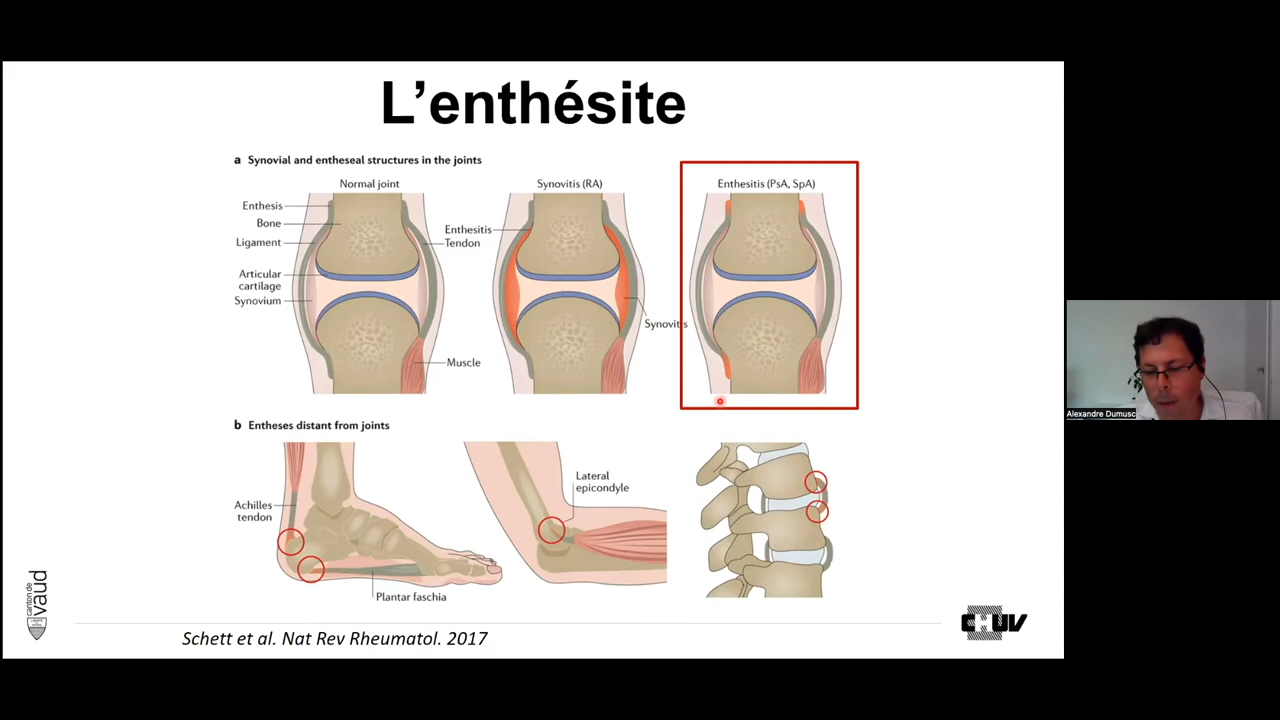 L'enthésite
a Synovial and entheseal structures in the joints
Normal joint
Synovitis (RA)
Enthesitis (PsA, SpA)
Enthesis
Bone
Ligament
Articular
cartilage
Synovium
Enthesitis
Tendon
Synovitis
Muscle
b Entheses distant from joints
Achilles
tendon
Plantar faschia
Lateral
epicondyle
canton de
vaud
Schett et al. Nat Rev Rheumatol. 2017
CHUV
Alexandre Dumusc